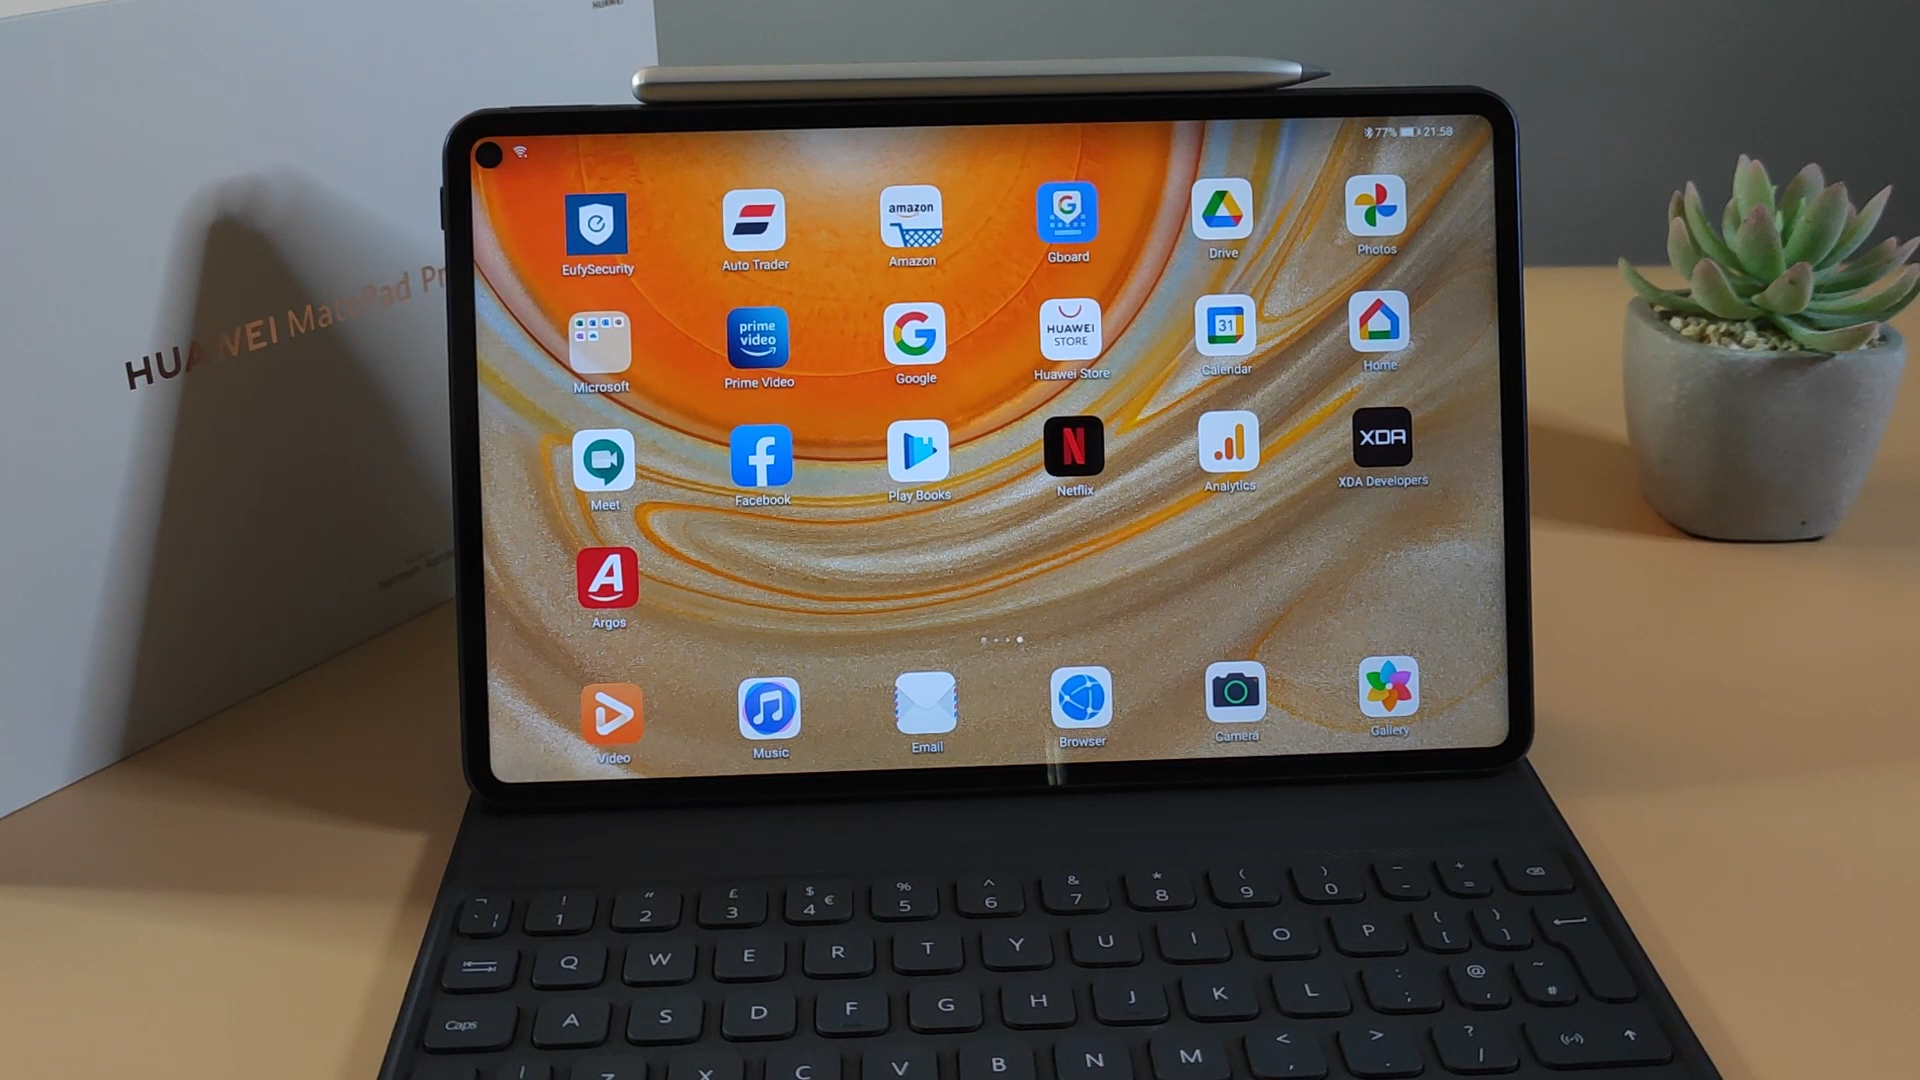 HUAWEI
HUAWEI MatePad Pr
77% 21:58
EufySecurity
Auto Trader
amazon
Amazon
Gboard
Drive
Photos
Microsoft
prime video
Prime Video
Google
HUAWEI
STORE
Huawei Store
31
Calendar
Home
Meet
Facebook
Play Books
N
Netflix
Analytics
XDA
XDA Developers
A
Argos
Video
Music
Email
Browser
Camera
Gallery
! " £ $ € % ^ & * ( ) _ +
1 2 3 4 5 6 7 8 9 0 - =
Q W E R T Y U I O P { [ } ]
Caps A S D F G H J K L : ; @ ' ~ #
Z X C V B N M < , > . ? /